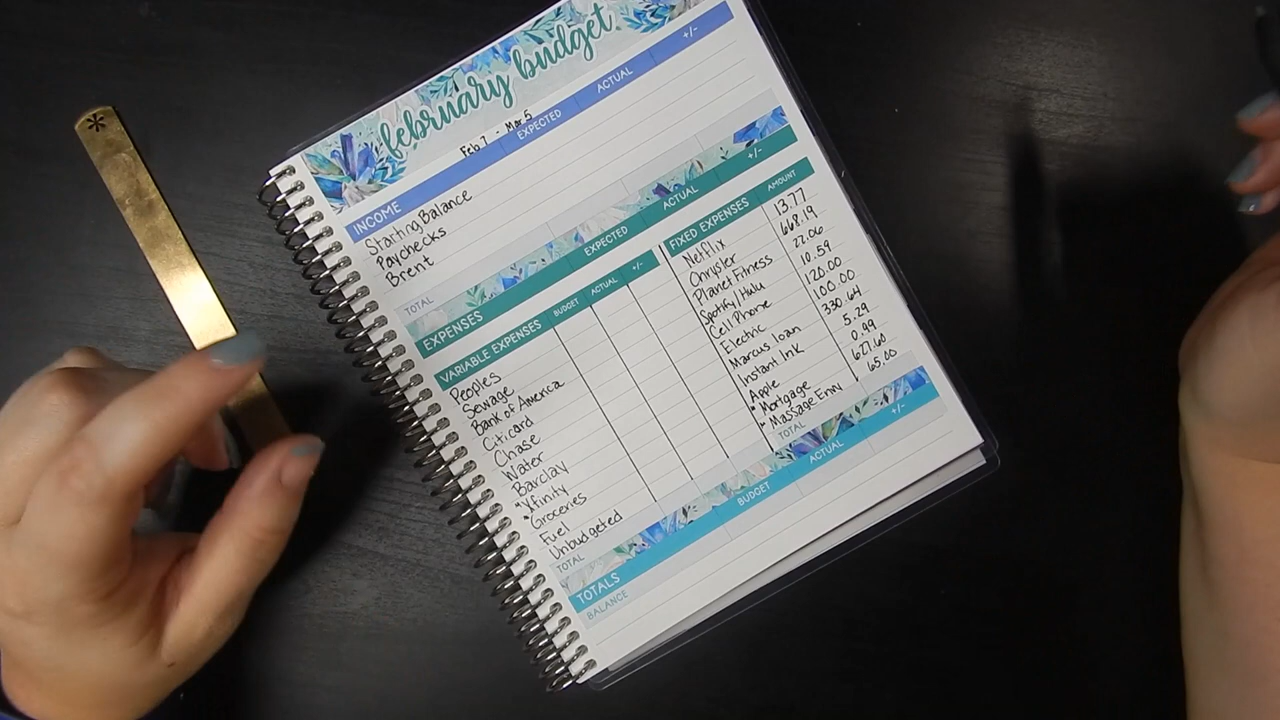 *
february budget
Feb 7 - Mar 5
INCOME EXPECTED ACTUAL +/-
Starting Balance
Paychecks
Brent
TOTAL
EXPENSES EXPECTED ACTUAL +/-
VARIABLE EXPENSES BUDGET ACTUAL +/-
Peoples
Sewage
Bank of America
Citicard
Chase
Water
Barclay
*Xfinity
*Groceries
Fuel
Unbudgeted
TOTAL
FIXED EXPENSES AMOUNT
Netflix 13.77
Chrysler 668.19
Planet Fitness 22.06
Spotify/Hulu 10.59
Cell Phone 120.00
Electric 100.00
Marcus loan 330.64
Instant Ink 5.29
Apple 0.99
*Mortgage 627.60
*Massage Envy 65.00
TOTAL
TOTALS BUDGET ACTUAL +/-
BALANCE